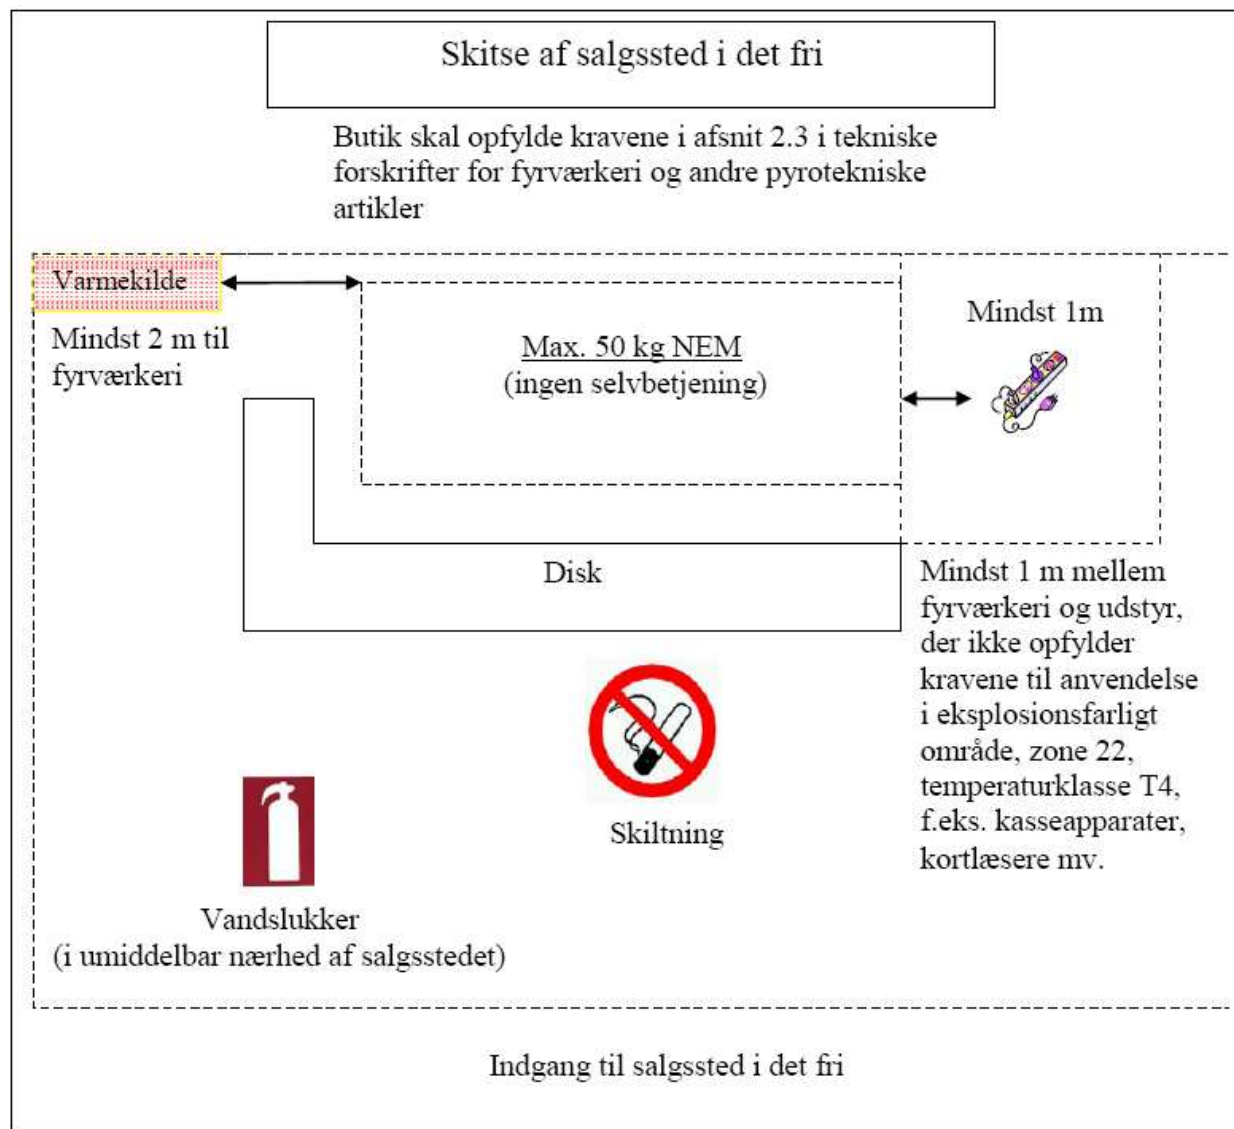 Skitse af salgssted i det fri
Butik skal opfylde kravene i afsnit 2.3 i tekniske
forskrifter for fyrværkeri og andre pyrotekniske
artikler
Varmekilde
Mindst 2 m til
fyrværkeri
Max. 50 kg NEM
(ingen selvbetjening)
Mindst 1m
Disk
Mindst 1 m mellem
fyrværkeri og udstyr,
der ikke opfylder
kravene til anvendelse
i eksplosionsfarligt
område, zone 22,
temperaturklasse T4,
f.eks. kasseapparater,
kortlæsere mv.
Skiltning
Vandslukker
(i umiddelbar nærhed af salgsstedet)
Indgang til salgssted i det fri